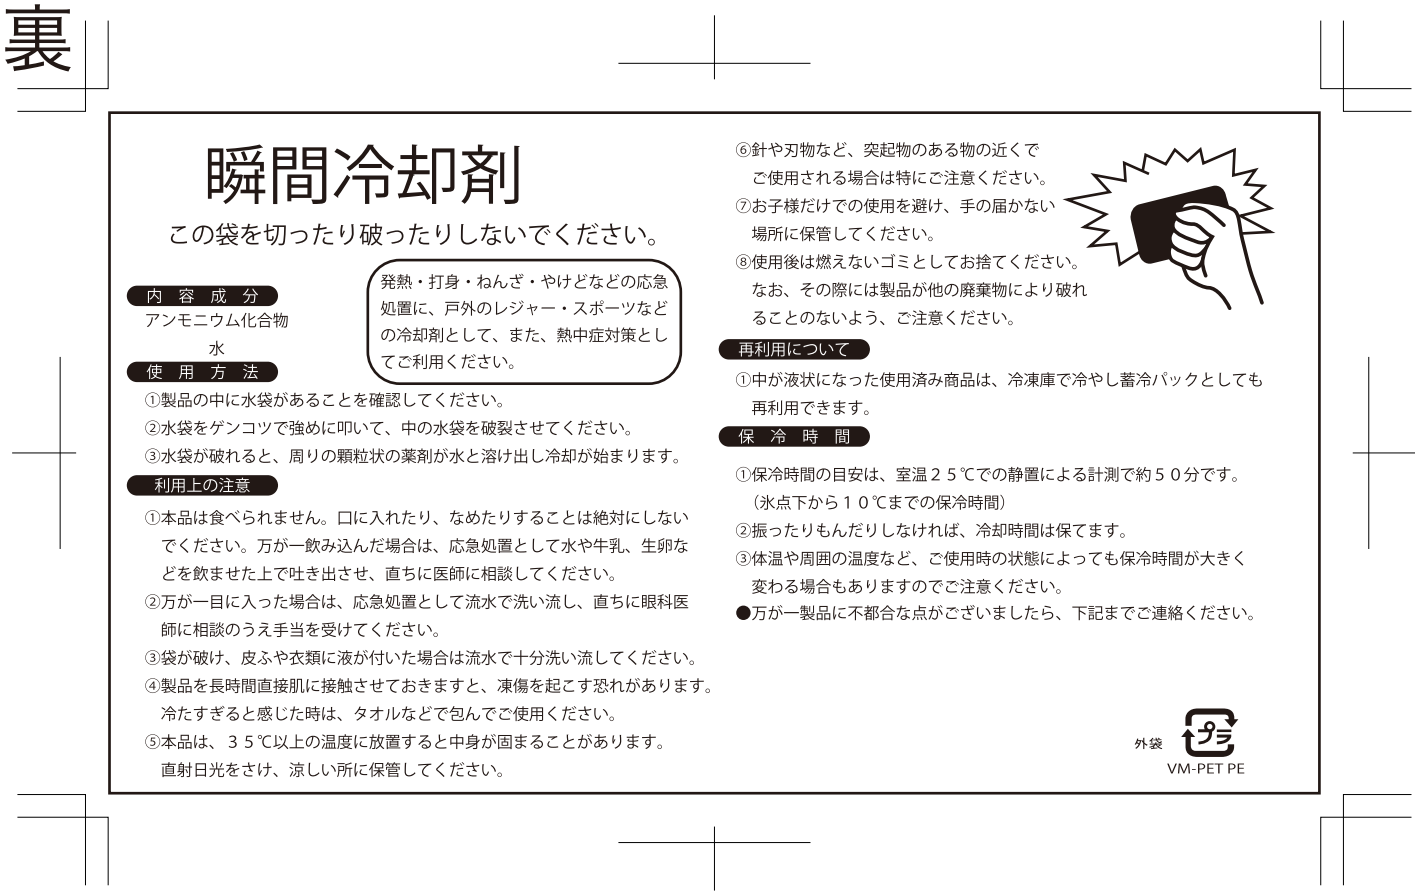 裏
瞬間冷却剤
この袋を切ったり破ったりしないでください。
内容成分
アンモニウム化合物
水
発熱・打身・ねんざ・やけどなどの応急
処置に、戸外のレジャー・スポーツなど
の冷却剤として、また、熱中症対策とし
てご利用ください。
使用方法
①製品の中に水袋があることを確認してください。
②水袋をゲンコツで強めに叩いて、中の水袋を破裂させてください。
③水袋が破れると、周りの顆粒状の薬剤が水と溶け出し冷却が始まります。
利用上の注意
①本品は食べられません。口に入れたり、なめたりすることは絶対にしない
でください。万が一飲み込んだ場合は、応急処置として水や牛乳、生卵な
どを飲ませた上で吐き出させ、直ちに医師に相談してください。
②万が一目に入った場合は、応急処置として流水で洗い流し、直ちに眼科医
師に相談のうえ手当を受けてください。
③袋が破け、皮ふや衣類に液が付いた場合は流水で十分洗い流してください。
④製品を長時間直接肌に接触させておきますと、凍傷を起こす恐れがあります。
冷たすぎると感じた時は、タオルなどで包んでご使用ください。
⑤本品は、３５℃以上の温度に放置すると中身が固まることがあります。
直射日光をさけ、涼しい所に保管してください。
⑥針や刃物など、突起物のある物の近くで
ご使用される場合は特にご注意ください。
⑦お子様だけでの使用を避け、手の届かない
場所に保管してください。
⑧使用後は燃えないゴミとしてお捨てください。
なお、その際には製品が他の廃棄物により破れ
ることのないよう、ご注意ください。
再利用について
①中が液状になった使用済み商品は、冷凍庫で冷やし蓄冷パックとしても
再利用できます。
保冷時間
①保冷時間の目安は、室温２５℃での静置による計測で約５０分です。
（氷点下から１０℃までの保冷時間）
②振ったりもんだりしなければ、冷却時間は保てます。
③体温や周囲の温度など、ご使用時の状態によっても保冷時間が大きく
変わる場合もありますのでご注意ください。
●万が一製品に不都合な点がございましたら、下記までご連絡ください。
外袋
プラ
VM-PET PE